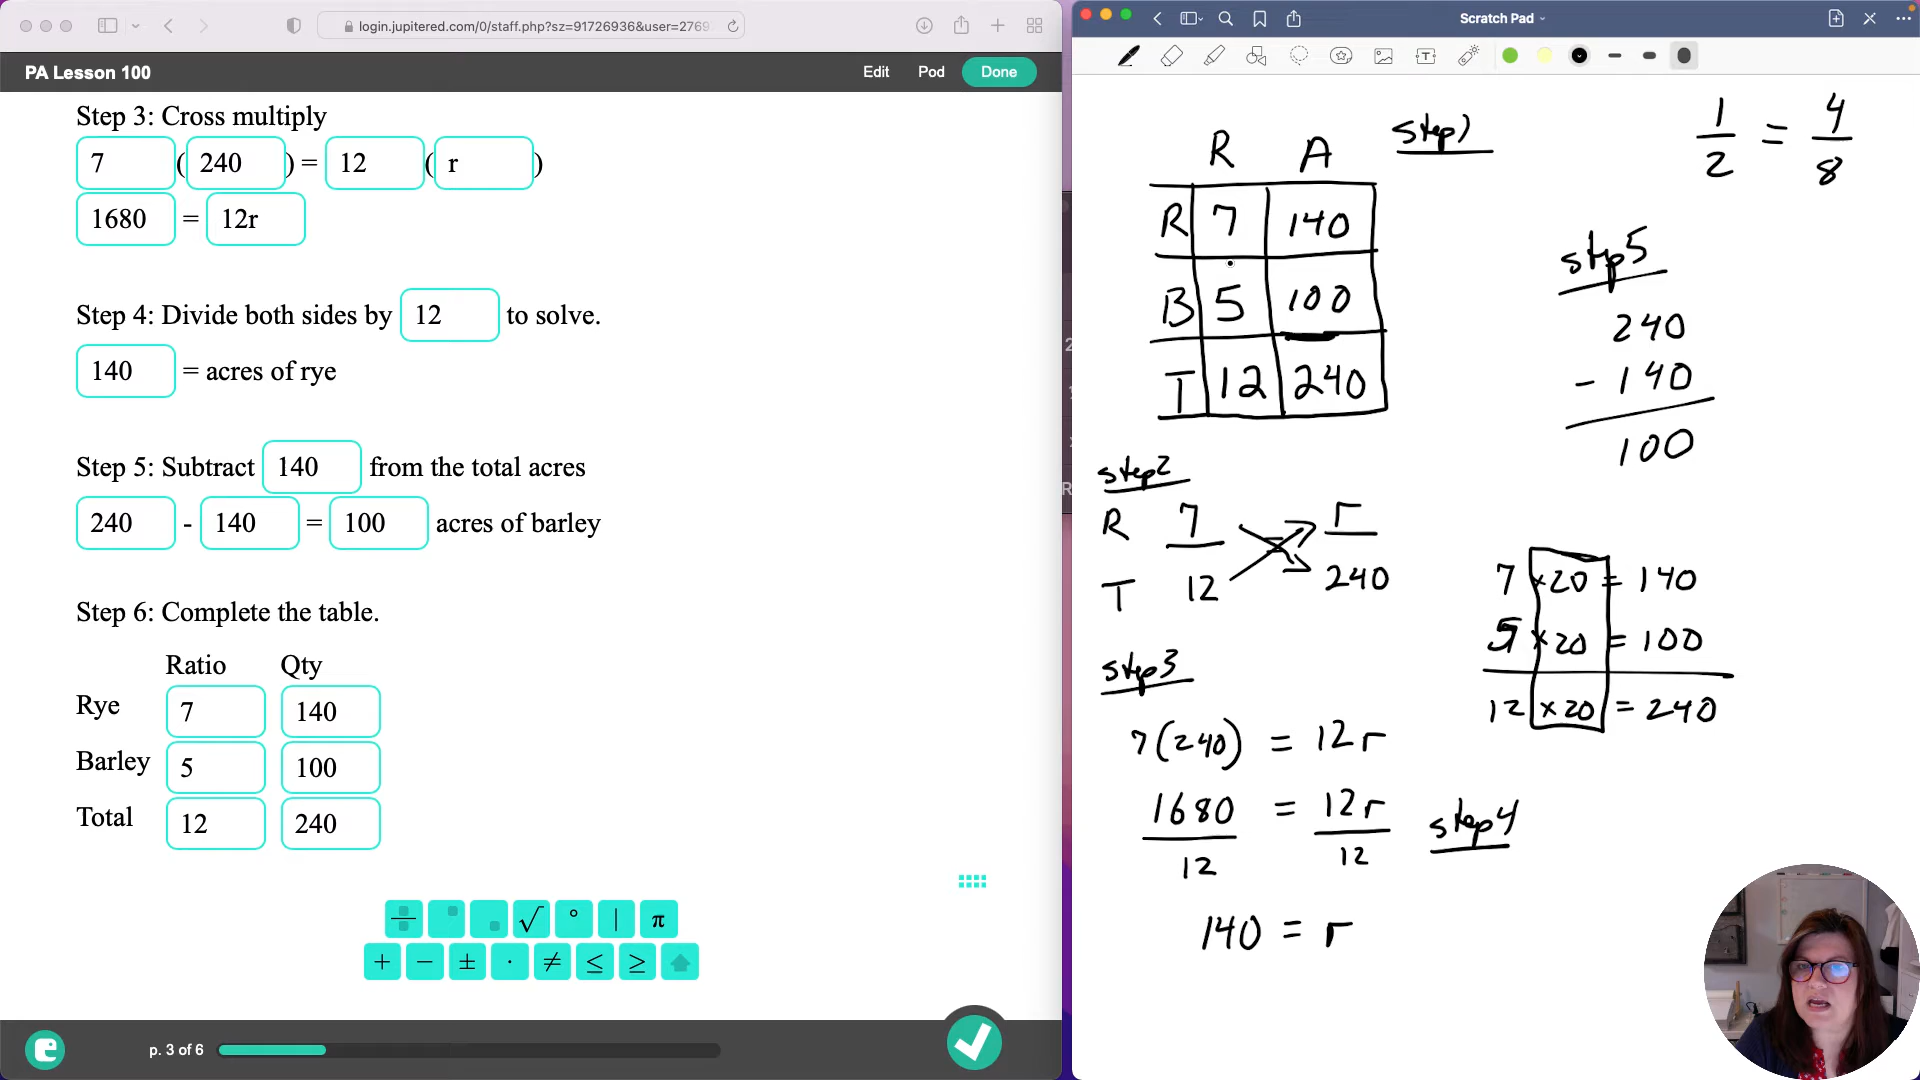 login.jupitered.com/0/staff.php?sz=91726936&user=2769
PA Lesson 100
Edit
Pod
Done
Step 3: Cross multiply
7 ( 240 ) = 12 ( r )
1680 = 12r
Step 4: Divide both sides by 12 to solve.
140 = acres of rye
Step 5: Subtract 140 from the total acres
240 - 140 = 100 acres of barley
Step 6: Complete the table.
Ratio Qty
Rye 7 140
Barley 5 100
Total 12 240
√ ° | π
+ − ± · ≠ ≤ ≥
p. 3 of 6
Scratch Pad
step1
R A
R 7 140
B 5 100
T 12 240
1/2 = 4/8
step5
240
- 140
100
step2
R 7 r
T 12 240
7 ×20 = 140
5 ×20 = 100
12 ×20 = 240
step3
7(240) = 12r
1680 = 12r
12 12
step4
140 = r